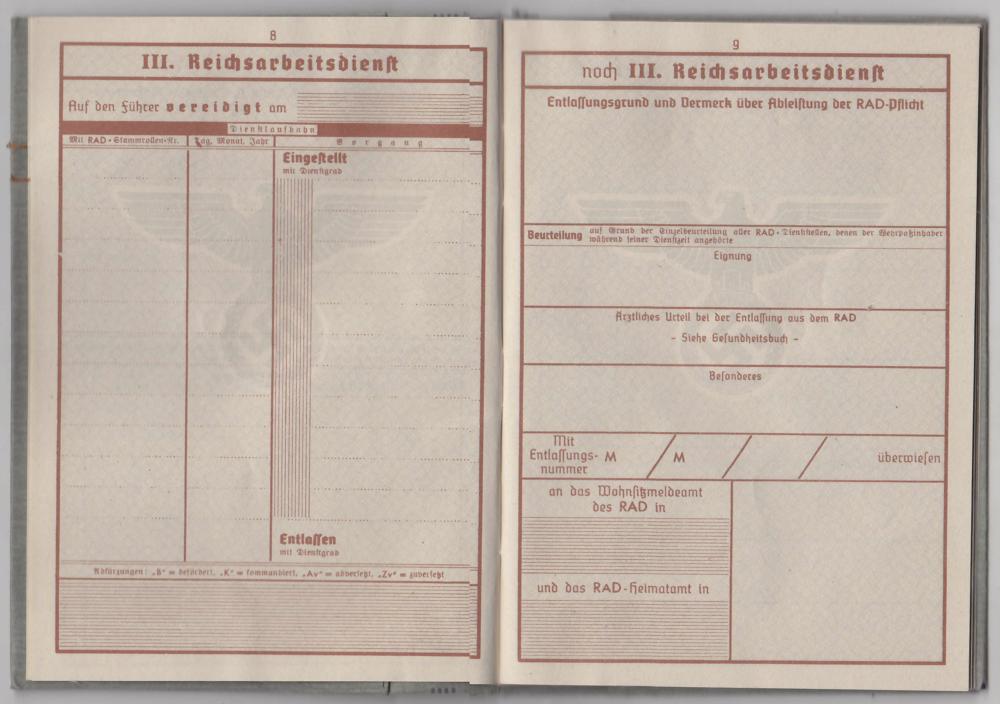 8
III. Reichsarbeitsdienst
Auf den Führer vereidigt am
Dienstlaufbahn
Mit RAD-Stammrollen-Nr.
Tag, Monat, Jahr
Vorgang
Eingestellt
mit Dienstgrad
Entlassen
mit Dienstgrad
Abkürzungen: „B“ = befördert, „K“ = kommandiert, „Av“ = abversetzt, „Zv“ = zuversetzt
9
noch III. Reichsarbeitsdienst
Entlassungsgrund und Vermerk über Ableistung der RAD-Pflicht
Beurteilung auf Grund der Einzelbeurteilung aller RAD-Dienststellen, denen der Wehrpaßinhaber
während seiner Dienstzeit angehörte
Eignung
Ärztliches Urteil bei der Entlassung aus dem RAD
- Siehe Gesundheitsbuch -
Besonderes
Mit
Entlassungs- M / M / / überwiesen
nummer
an das Wohnsitzmeldeamt
des RAD in
und das RAD-Heimatamt in